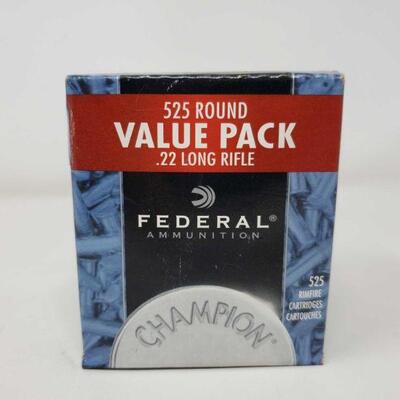 525 ROUND
VALUE PACK
.22 LONG RIFLE
FEDERAL®
AMMUNITION
525
RIMFIRE
CARTRIDGES
CARTOUCHES
CHAMPION®